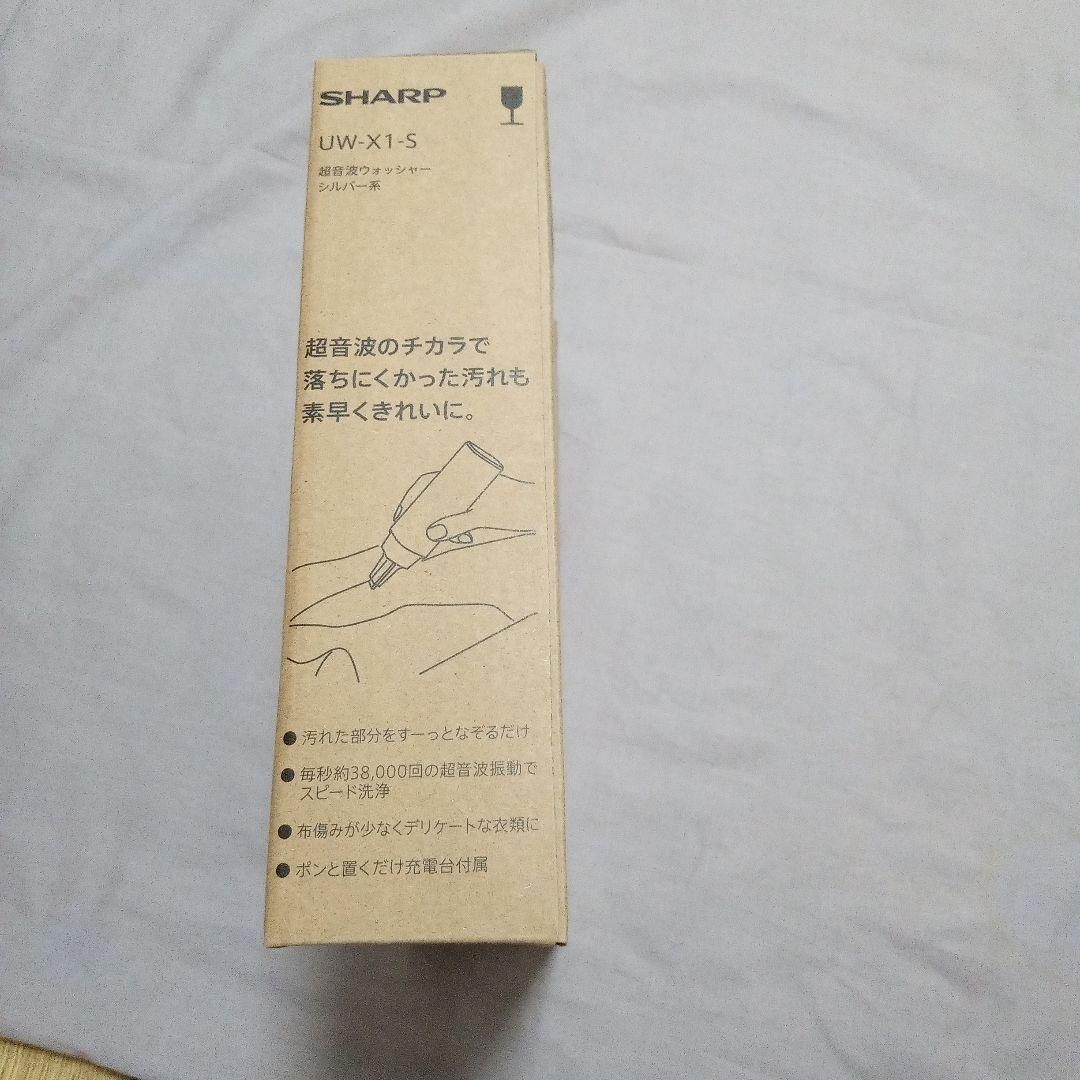 SHARP
UW-X1-S
超音波ウォッシャー
シルバー系
超音波のチカラで
落ちにくかった汚れも
素早くきれいに。
● 汚れた部分をすーっとなぞるだけ
● 毎秒約38,000回の超音波振動で
スピード洗浄
● 布傷みが少なくデリケートな衣類に
● ポンと置くだけ充電台付属